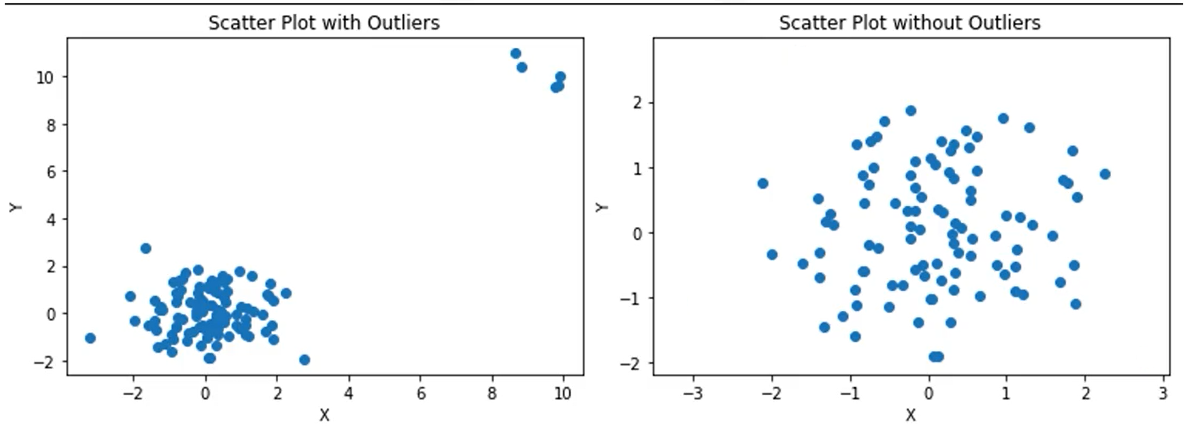 Scatter Plot with Outliers
Y
10
8
6
4
2
0
−2
−2 0 2 4 6 8 10
X
Scatter Plot without Outliers
Y
2
1
0
−1
−2
−3 −2 −1 0 1 2 3
X